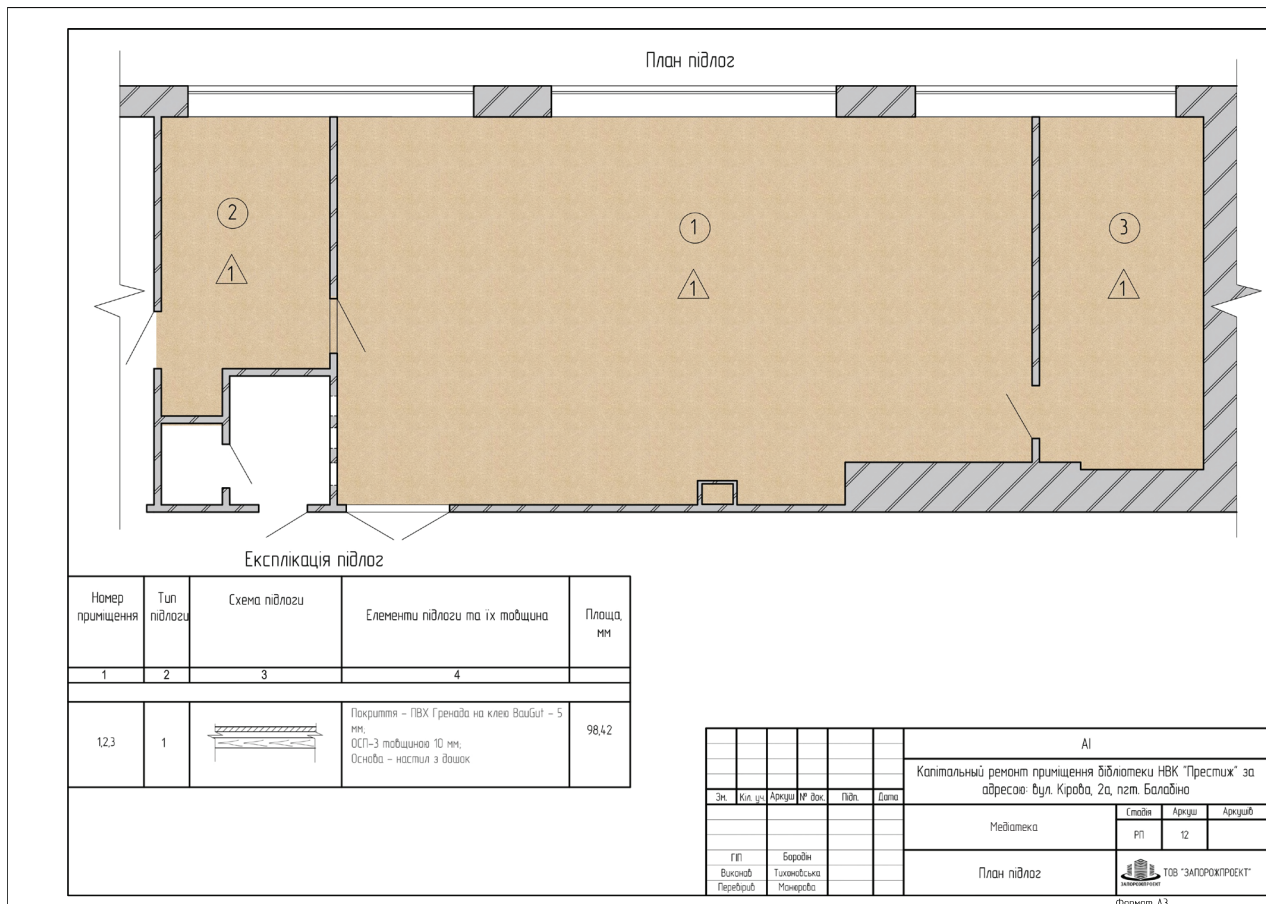 План підлог
2
1
3
1
1
1
Експлікація підлог
Номер приміщення
Тип підлоги
Схема підлоги
Елементи підлоги та їх товщина
Площа, мм
1
2
3
4
1,2,3
1
Покриття – ПВХ Гренада на клею BauGut – 5
мм,
ОСП-3 товщиною 10 мм;
Основа – настил з дошок
98,42
АІ
Капітальный ремонт приміщення бібліотеки НВК "Престиж" за
адресою: вул. Кірова, 2а, пгт. Балабіно
Зм.
Кіл. уч.
Аркуш
№ док.
Підп.
Дата
Медіатека
Стадія
Аркуш
Аркушів
РП
12
ГІП
Бородін
Виконав
Тихоновська
Перевірив
Манюрова
План підлог
ЗАПОРОЖПРОЕКТ
ТОВ "ЗАПОРОЖПРОЕКТ"
Формат А3